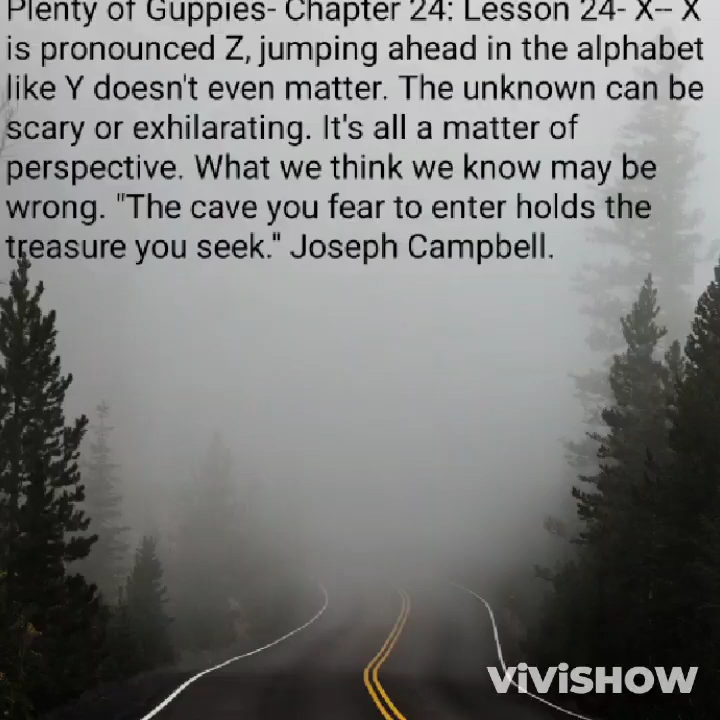 Plenty of Guppies- Chapter 24: Lesson 24- X-- X
is pronounced Z, jumping ahead in the alphabet
like Y doesn't even matter. The unknown can be
scary or exhilarating. It's all a matter of
perspective. What we think we know may be
wrong. "The cave you fear to enter holds the
treasure you seek." Joseph Campbell.
ViViSHOW